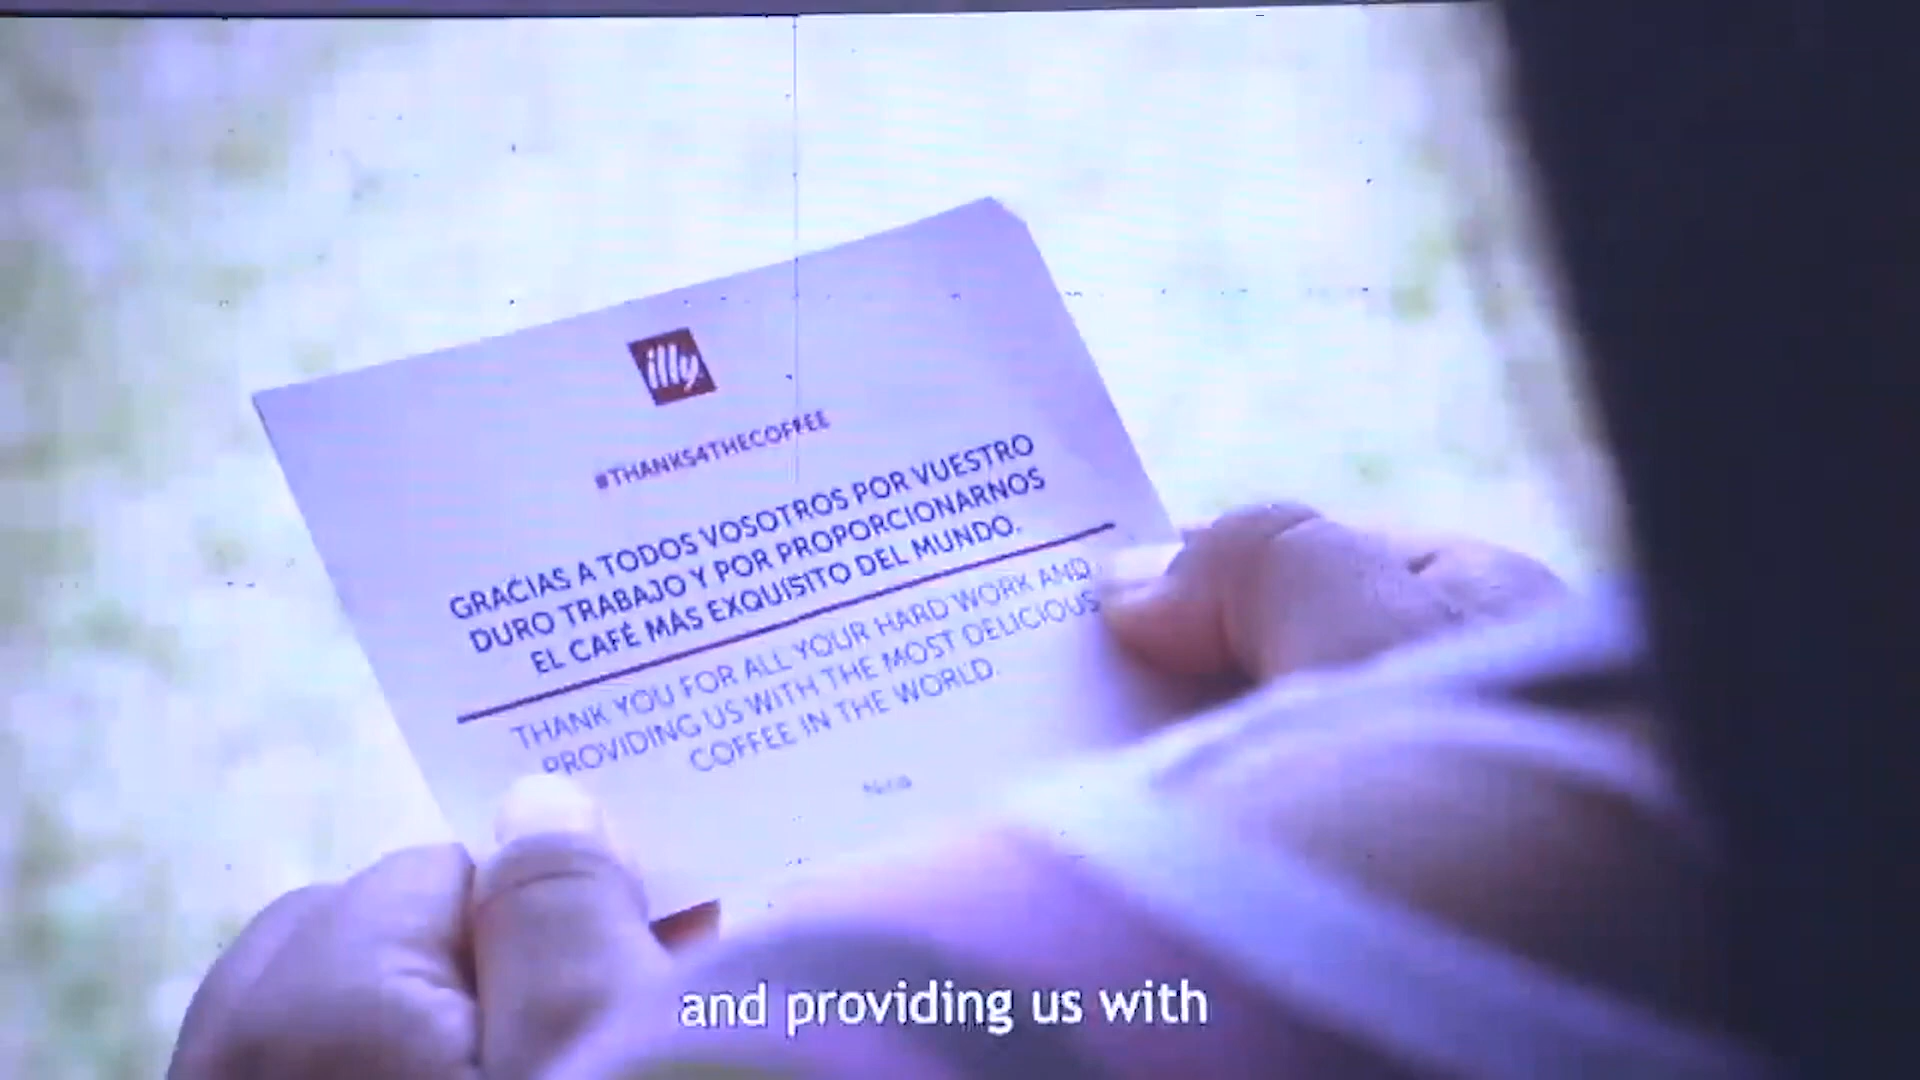 illy
#THANKS4THECOFFEE
GRACIAS A TODOS VOSOTROS POR VUESTRO
DURO TRABAJO Y POR PROPORCIONARNOS
EL CAFÉ MÁS EXQUISITO DEL MUNDO.
THANK YOU FOR ALL YOUR HARD WORK AND
PROVIDING US WITH THE MOST DELICIOUS
COFFEE IN THE WORLD.
and providing us with